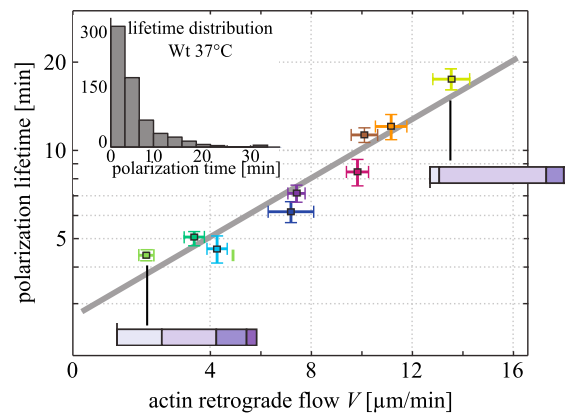 300
150
0
lifetime distribution
Wt 37°C
0 10 20 30
polarization time [min]
polarization lifetime [min]
20
10
5
0 4 8 12 16
actin retrograde flow V [µm/min]